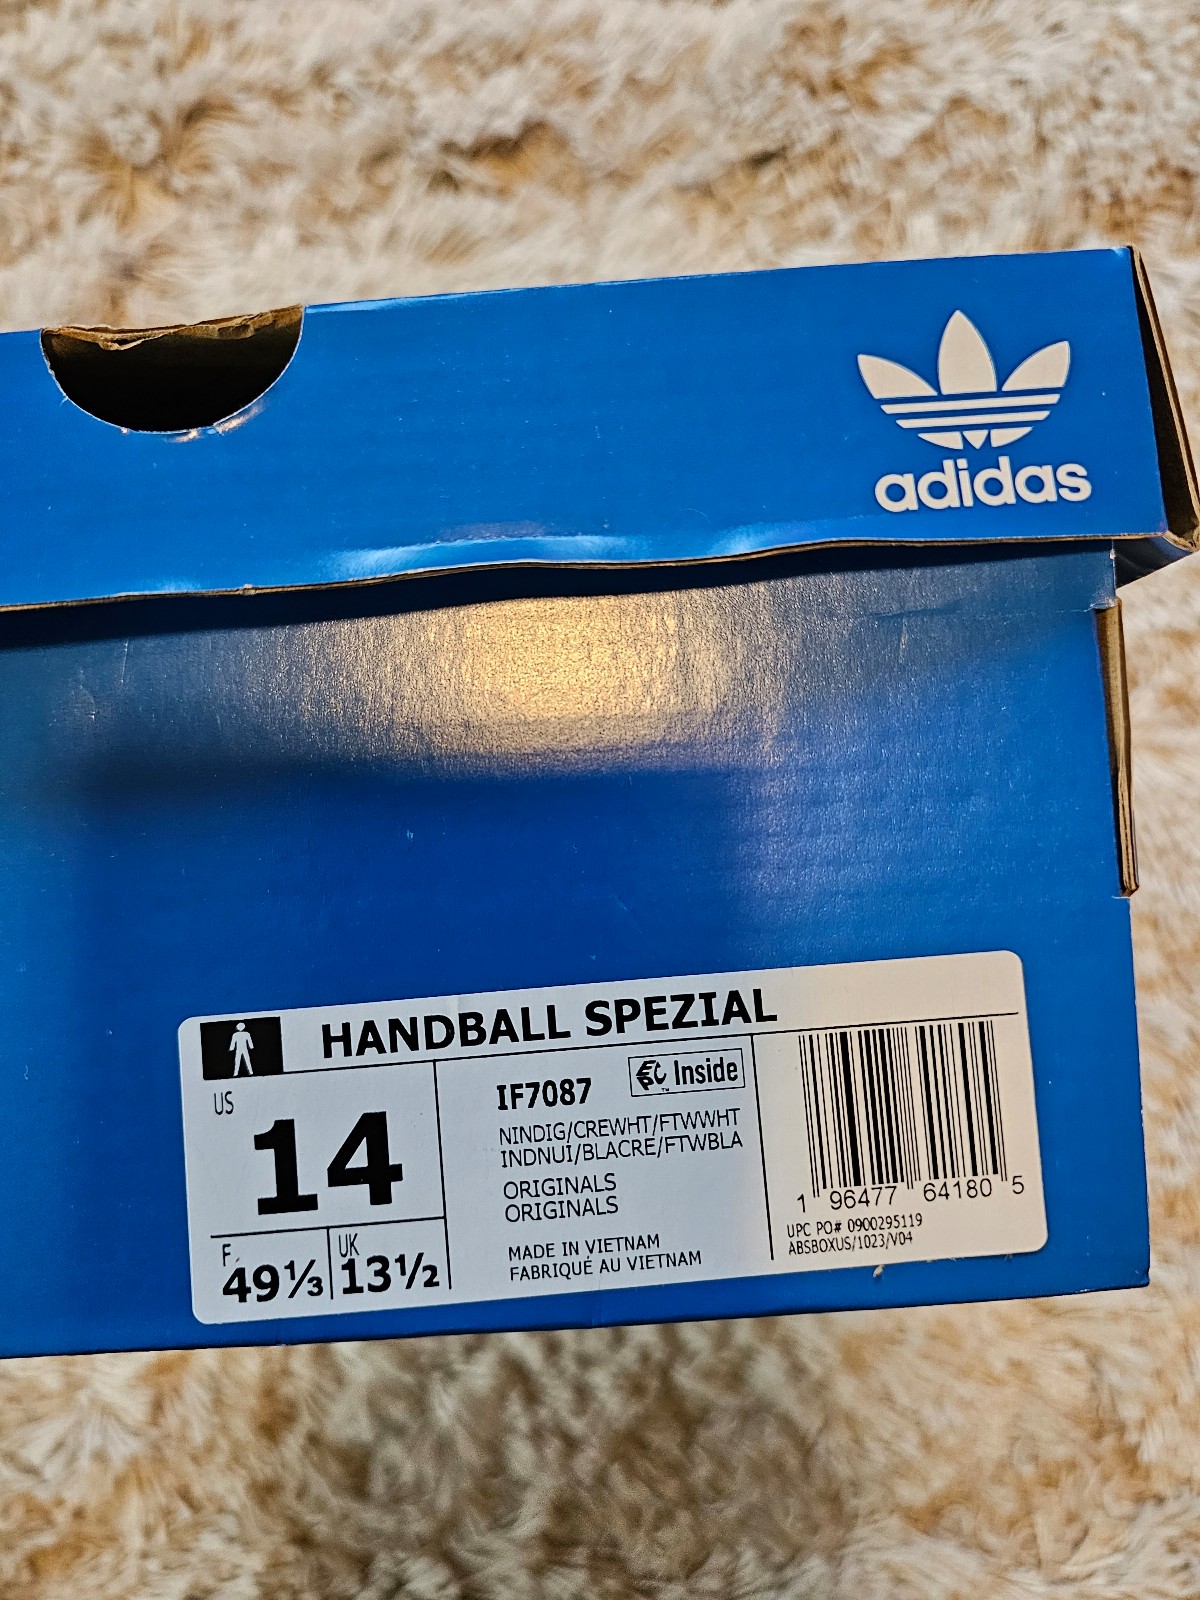 adidas
HANDBALL SPEZIAL
US
14
F.
49⅓
UK
13½
IF7087
Inside
TM
NINDIG/CREWHT/FTWWHT
INDNUI/BLACRE/FTWBLA
ORIGINALS
ORIGINALS
MADE IN VIETNAM
FABRIQUÉ AU VIETNAM
1 96477 64180 5
UPC PO# 0900295119
ABSBOXUS/1023/V04